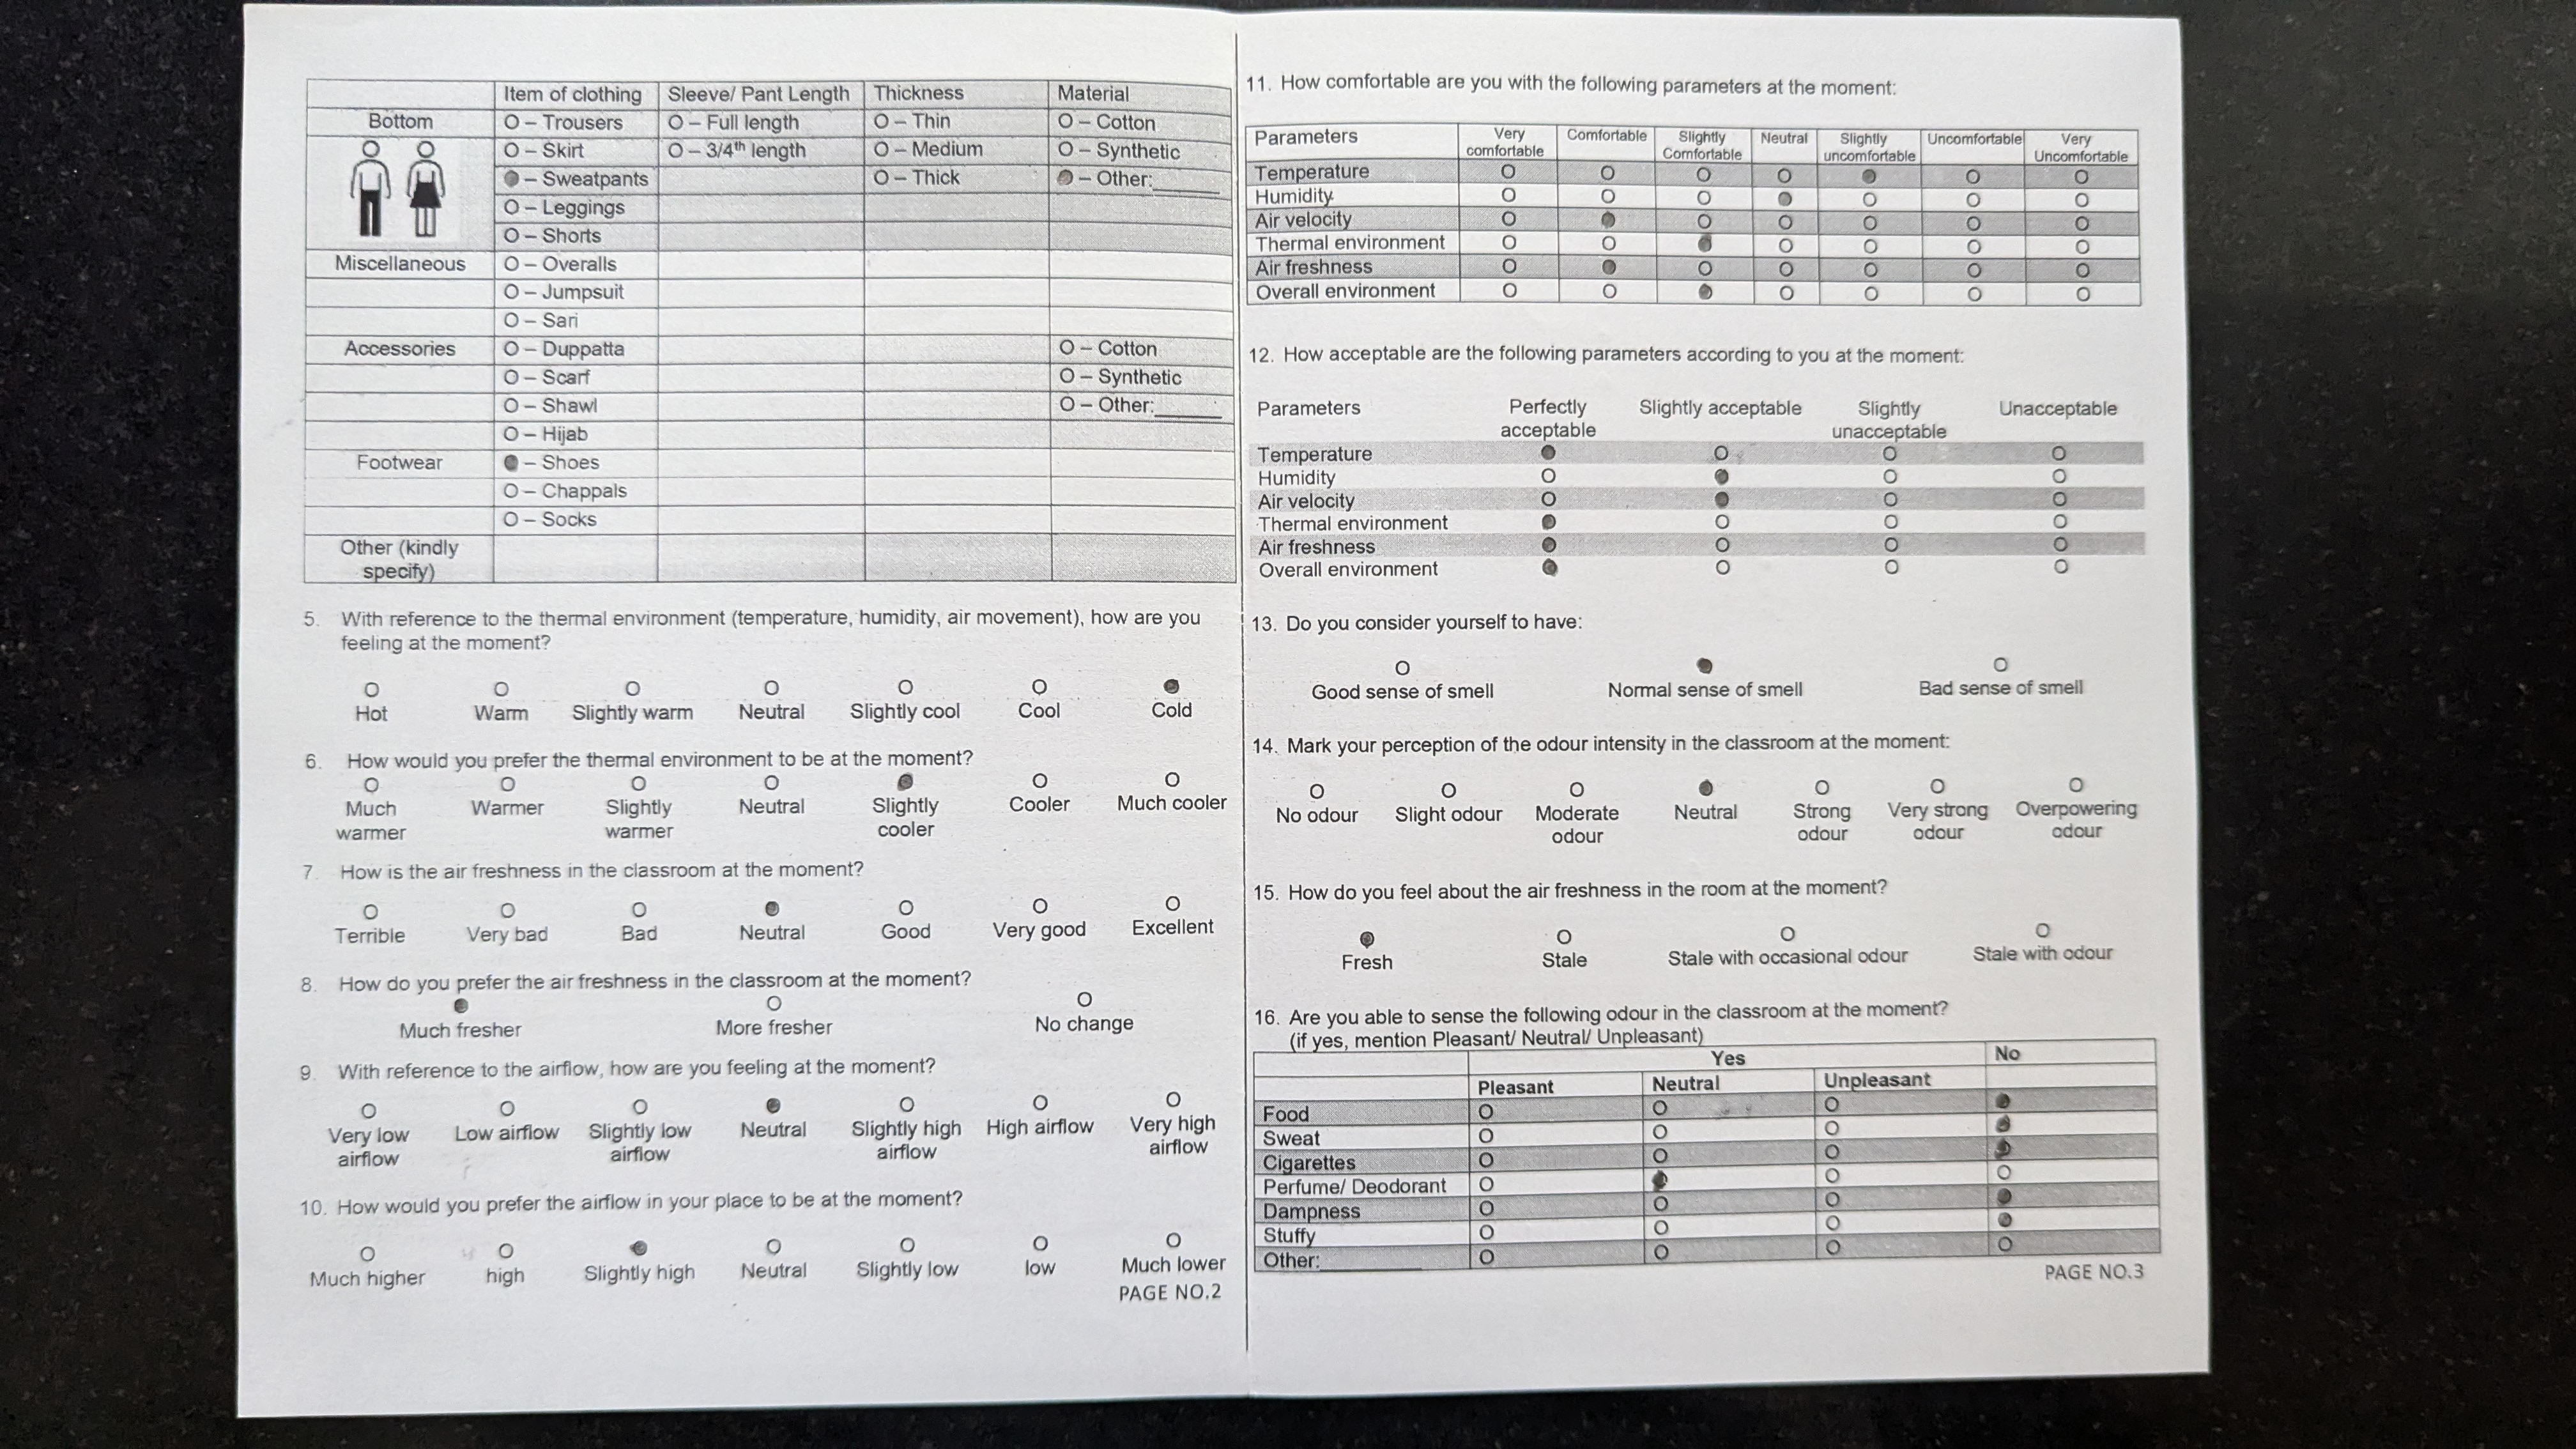 Item of clothing Sleeve/ Pant Length Thickness Material
Bottom O – Trousers O – Full length O – Thin O – Cotton
O – Skirt O – 3/4th length O – Medium O – Synthetic
– Sweatpants O – Thick – Other:______
O – Leggings
O – Shorts
Miscellaneous O – Overalls
O – Jumpsuit
O – Sari
Accessories O – Duppatta O – Cotton
O – Scarf O – Synthetic
O – Shawl O – Other:______
O – Hijab
Footwear – Shoes
O – Chappals
O – Socks
Other (kindly
specify)
5. With reference to the thermal environment (temperature, humidity, air movement), how are you
feeling at the moment?
Hot Warm Slightly warm Neutral Slightly cool Cool Cold
6. How would you prefer the thermal environment to be at the moment?
Much Warmer Slightly Neutral Slightly Cooler Much cooler
warmer warmer cooler
7. How is the air freshness in the classroom at the moment?
Terrible Very bad Bad Neutral Good Very good Excellent
8. How do you prefer the air freshness in the classroom at the moment?
Much fresher More fresher No change
9. With reference to the airflow, how are you feeling at the moment?
Very low Low airflow Slightly low Neutral Slightly high High airflow Very high
airflow airflow airflow airflow
10. How would you prefer the airflow in your place to be at the moment?
Much higher high Slightly high Neutral Slightly low low Much lower
PAGE NO.2
11. How comfortable are you with the following parameters at the moment:
Parameters Very Comfortable Slightly Neutral Slightly Uncomfortable Very
comfortable Comfortable uncomfortable Uncomfortable
Temperature
Humidity
Air velocity
Thermal environment
Air freshness
Overall environment
12. How acceptable are the following parameters according to you at the moment:
Parameters Perfectly Slightly acceptable Slightly Unacceptable
acceptable unacceptable
Temperature
Humidity
Air velocity
Thermal environment
Air freshness
Overall environment
13. Do you consider yourself to have:
Good sense of smell Normal sense of smell Bad sense of smell
14. Mark your perception of the odour intensity in the classroom at the moment:
No odour Slight odour Moderate Neutral Strong Very strong Overpowering
odour odour odour odour
15. How do you feel about the air freshness in the room at the moment?
Fresh Stale Stale with occasional odour Stale with odour
16. Are you able to sense the following odour in the classroom at the moment?
(if yes, mention Pleasant/ Neutral/ Unpleasant)
Yes No
Pleasant Neutral Unpleasant
Food
Sweat
Cigarettes
Perfume/ Deodorant
Dampness
Stuffy
Other:__________
PAGE NO.3